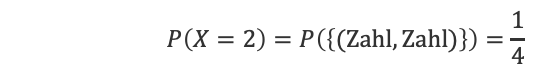 P(X = 2) = P({(Zahl, Zahl)}) = 1/4